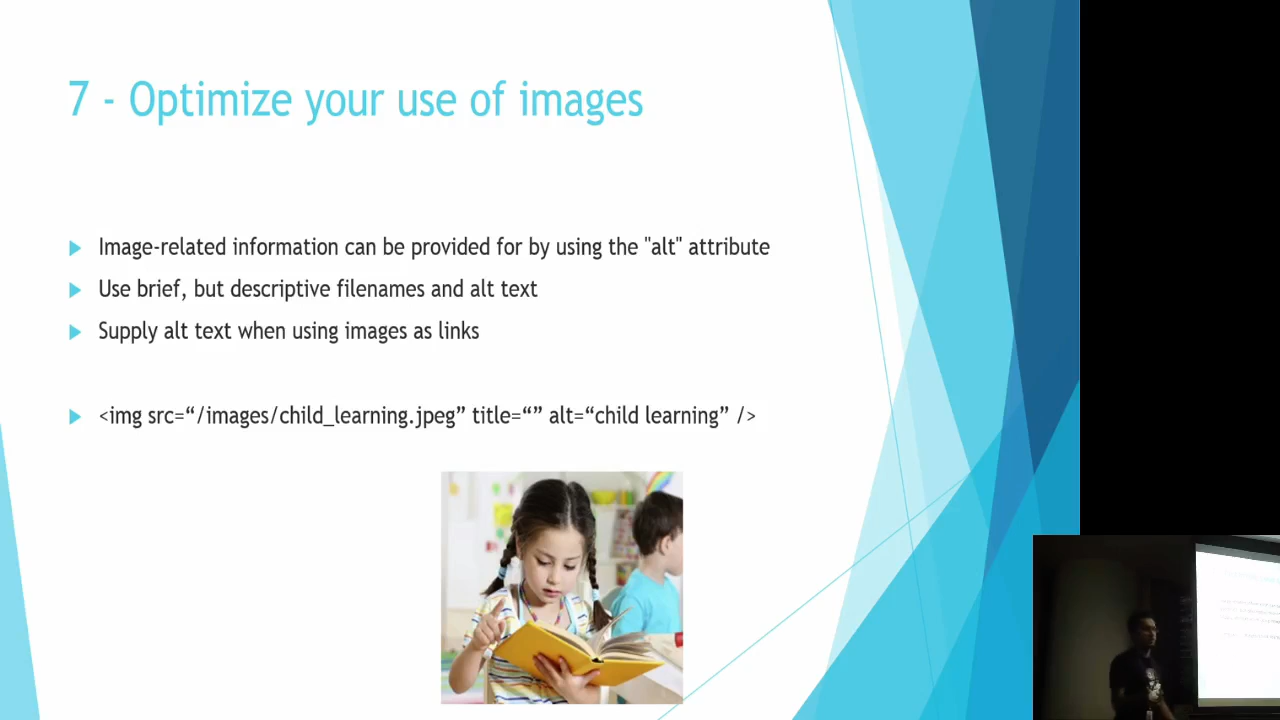 7 - Optimize your use of images
Image-related information can be provided for by using the "alt" attribute
Use brief, but descriptive filenames and alt text
Supply alt text when using images as links
<img src=“/images/child_learning.jpeg” title=“” alt=“child learning” />